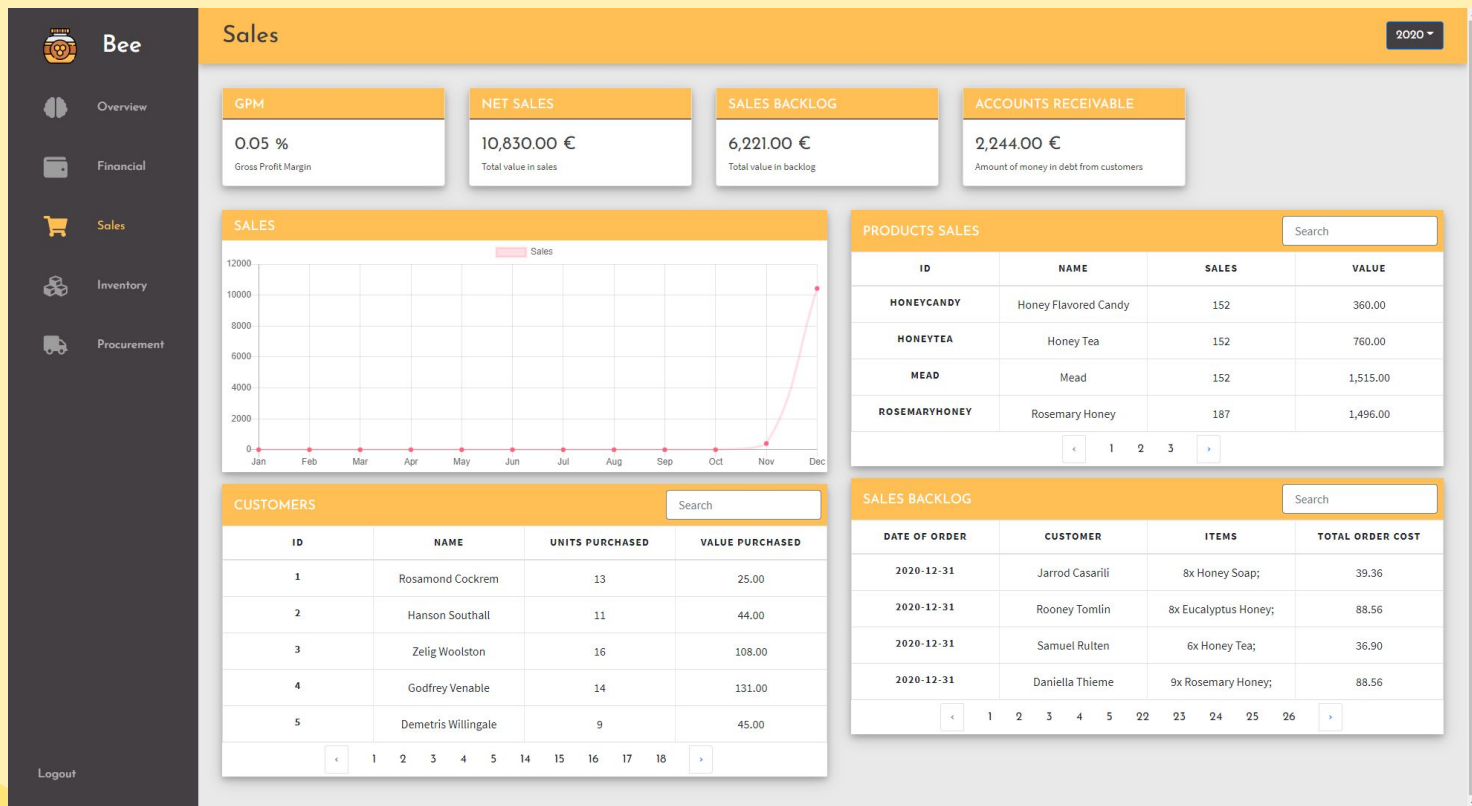 Bee
Overview
Financial
Sales
Inventory
Procurement
Logout
Sales
2020
GPM
0.05 %
Gross Profit Margin
NET SALES
10,830.00 €
Total value in sales
SALES BACKLOG
6,221.00 €
Total value in backlog
ACCOUNTS RECEIVABLE
2,244.00 €
Amount of money in debt from customers
SALES
Sales
12000
10000
8000
6000
4000
2000
0
Jan Feb Mar Apr May Jun Jul Aug Sep Oct Nov Dec
PRODUCTS SALES Search
ID NAME SALES VALUE
HONEYCANDY Honey Flavored Candy 152 360.00
HONEYTEA Honey Tea 152 760.00
MEAD Mead 152 1,515.00
ROSEMARYHONEY Rosemary Honey 187 1,496.00
‹ 1 2 3 ›
CUSTOMERS Search
ID NAME UNITS PURCHASED VALUE PURCHASED
1 Rosamond Cockrem 13 25.00
2 Hanson Southall 11 44.00
3 Zelig Woolston 16 108.00
4 Godfrey Venable 14 131.00
5 Demetris Willingale 9 45.00
‹ 1 2 3 4 5 14 15 16 17 18 ›
SALES BACKLOG Search
DATE OF ORDER CUSTOMER ITEMS TOTAL ORDER COST
2020-12-31 Jarrod Casarili 8x Honey Soap; 39.36
2020-12-31 Rooney Tomlin 8x Eucalyptus Honey; 88.56
2020-12-31 Samuel Rulten 6x Honey Tea; 36.90
2020-12-31 Daniella Thieme 9x Rosemary Honey; 88.56
‹ 1 2 3 4 5 22 23 24 25 26 ›